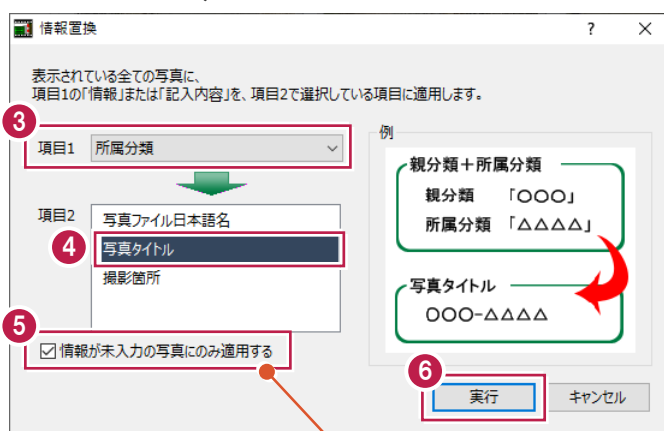 情報置換
? ×
表示されている全ての写真に、
項目1の「情報」または「記入内容」を、項目2で選択している項目に適用します。
3
項目1 所属分類
項目2
写真ファイル日本語名
4
写真タイトル
撮影箇所
5
情報が未入力の写真にのみ適用する
例
親分類+所属分類
親分類 「〇〇〇」
所属分類 「△△△△」
写真タイトル
〇〇〇-△△△△
6
実行
キャンセル